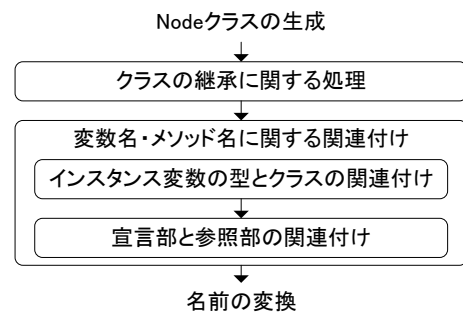 Nodeクラスの生成
クラスの継承に関する処理
変数名・メソッド名に関する関連付け
インスタンス変数の型とクラスの関連付け
宣言部と参照部の関連付け
名前の変換